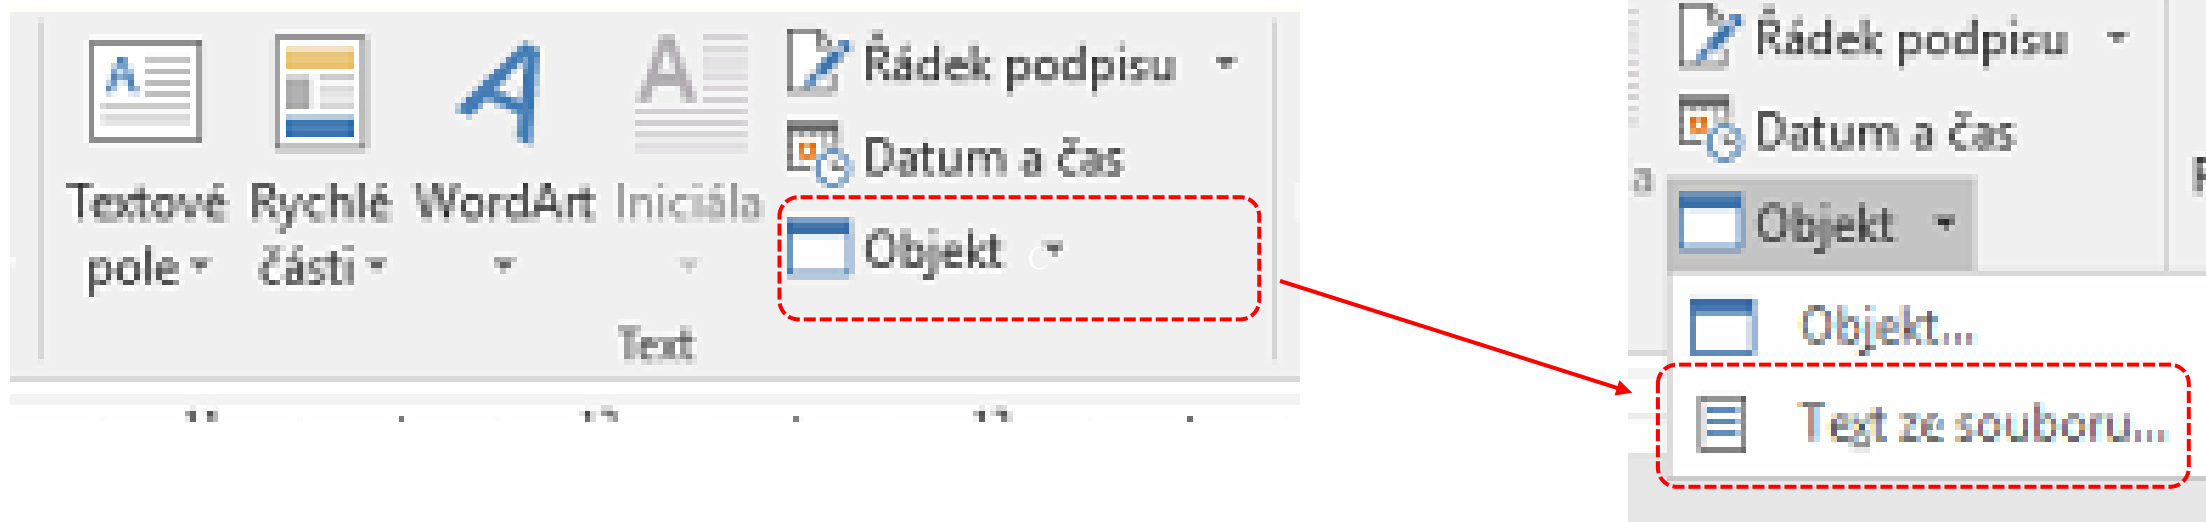 Textové pole
Rychlé části
WordArt
Iniciála
Řádek podpisu
Datum a čas
Objekt
Text
Řádek podpisu
Datum a čas
a
Objekt
Objekt...
Text ze souboru...